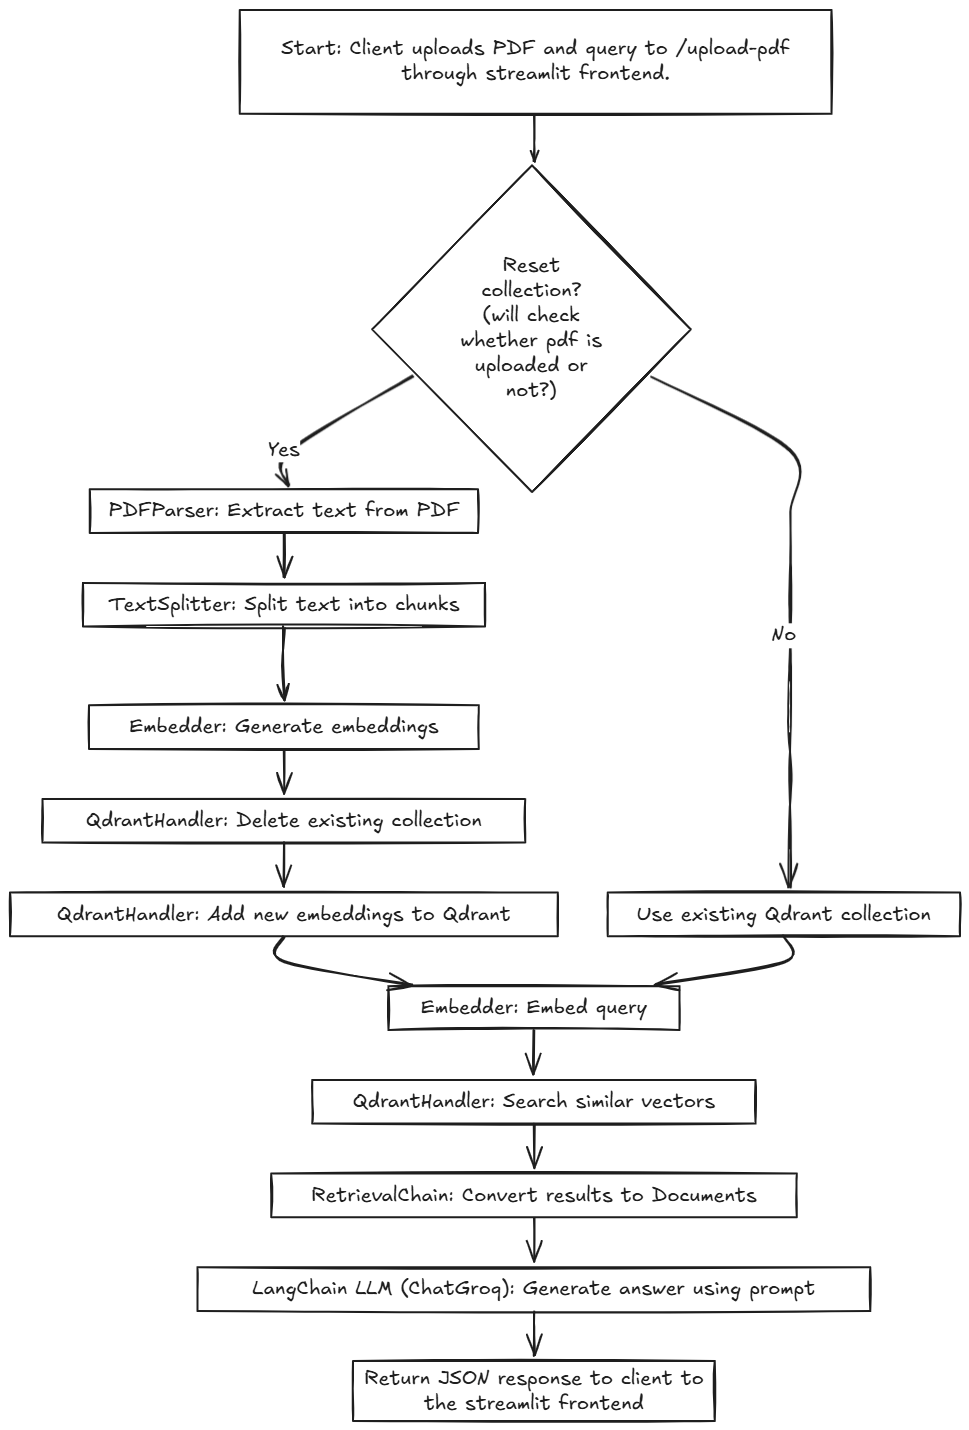 Start: Client uploads PDF and query to /upload-pdf
through streamlit frontend.
Reset
collection?
(will check
whether pdf is
uploaded or
not?)
Yes
PDFParser: Extract text from PDF
TextSplitter: Split text into chunks
No
Embedder: Generate embeddings
QdrantHandler: Delete existing collection
QdrantHandler: Add new embeddings to Qdrant
Use existing Qdrant collection
Embedder: Embed query
QdrantHandler: Search similar vectors
RetrievalChain: Convert results to Documents
LangChain LLM (ChatGroq): Generate answer using prompt
Return JSON response to client to
the streamlit frontend